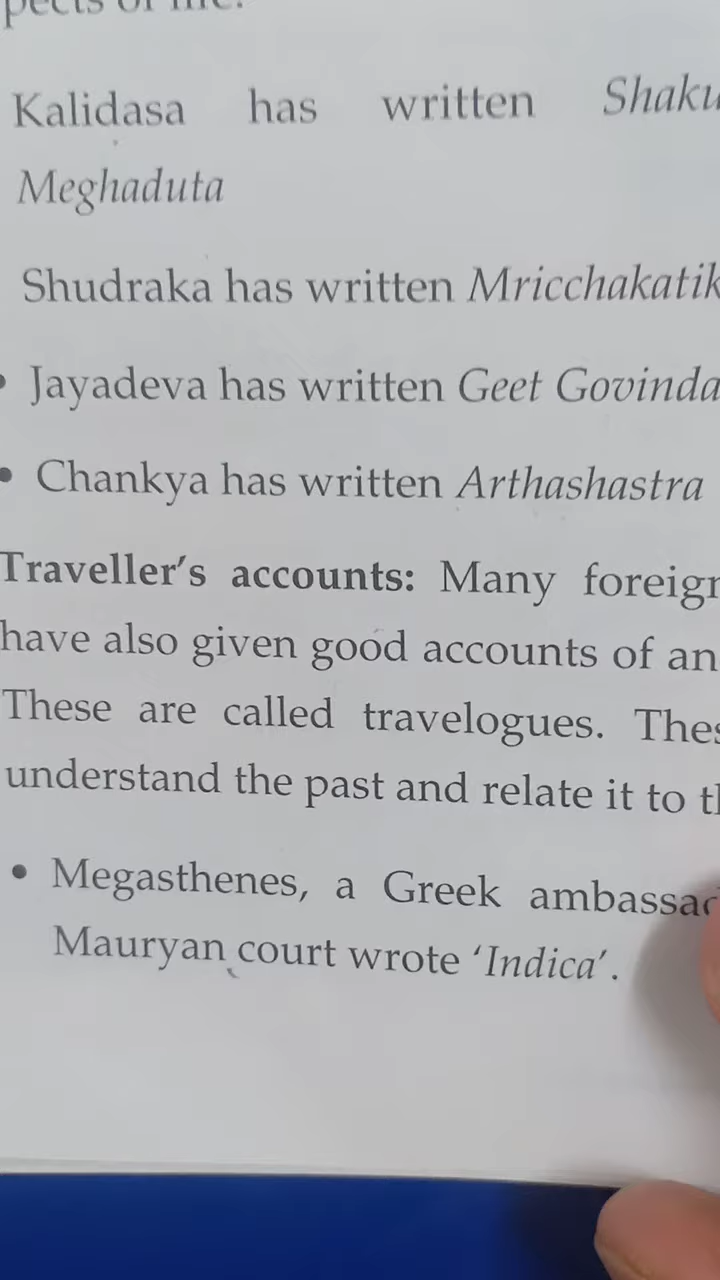 Kalidasa has written
Meghaduta
Shudraka has written
• Jayadeva has written Geet Govinda
• Chankya has written Arthashastra
Traveller's accounts: Many
have also given good accounts of
These are called travelogues.
understand the past and relate it to
• Megasthenes, a Greek
Mauryan court wrote 'Indica'.